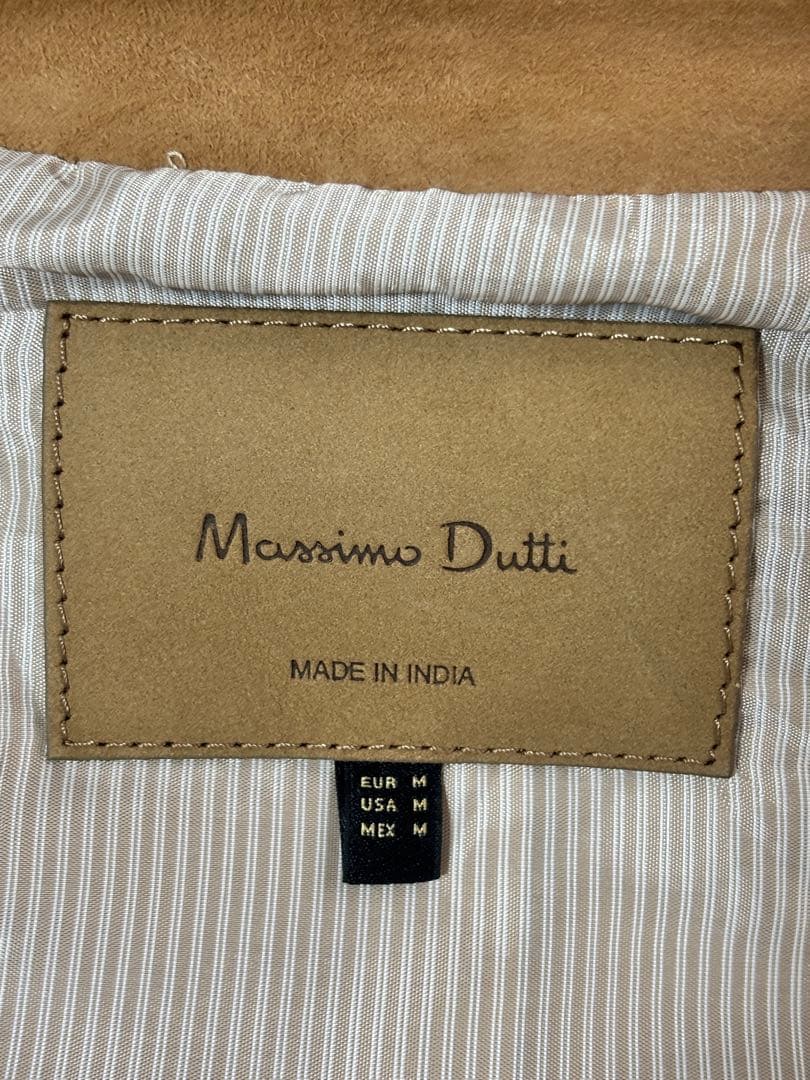 Massimo Dutti
MADE IN INDIA
EUR M
USA M
MEX M